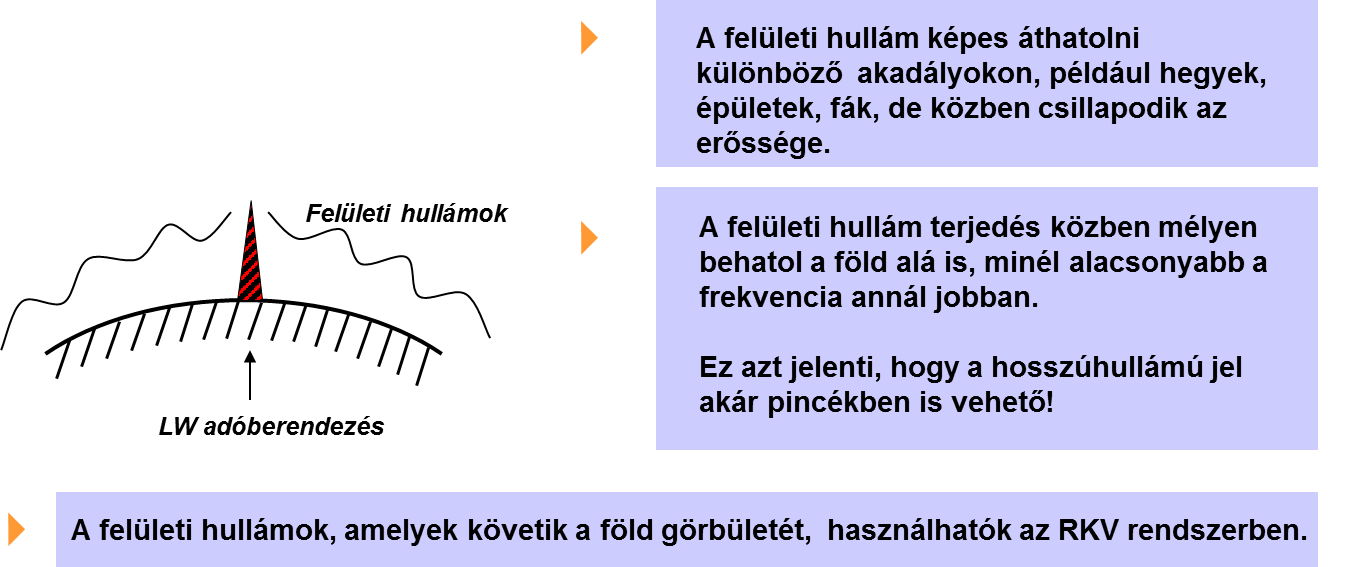 A felületi hullám képes áthatolni
különböző akadályokon, például hegyek,
épületek, fák, de közben csillapodik az
erőssége.
Felületi hullámok
LW adóberendezés
A felületi hullám terjedés közben mélyen
behatol a föld alá is, minél alacsonyabb a
frekvencia annál jobban.
Ez azt jelenti, hogy a hosszúhullámú jel
akár pincékben is vehető!
A felületi hullámok, amelyek követik a föld görbületét, használhatók az RKV rendszerben.